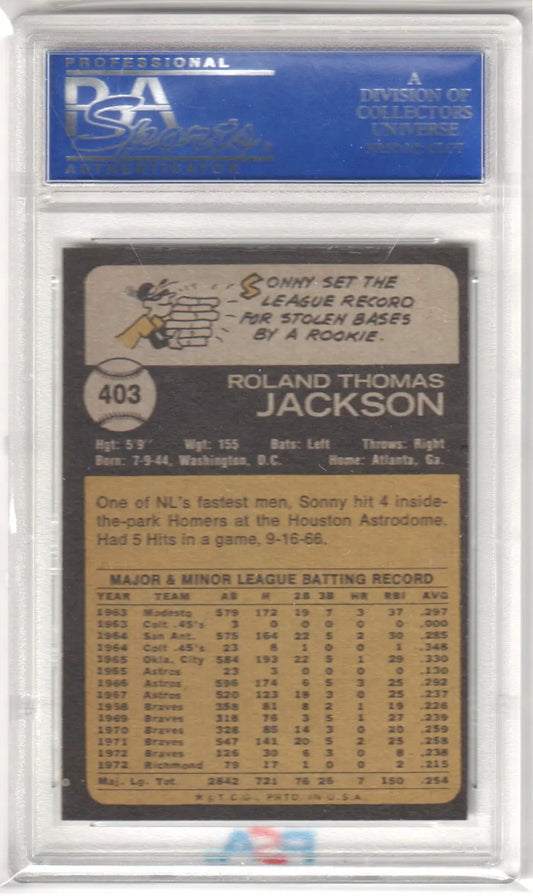 PROFESSIONAL
PSA
Sports
AUTHENTICATOR
A
DIVISION OF
COLLECTORS
UNIVERSE
NASDAQ: CLCT
SONNY SET THE
LEAGUE RECORD
FOR STOLEN BASES
BY A ROOKIE.
403
ROLAND THOMAS
JACKSON
Hgt: 5'9" Wgt: 155 Bats: Left Throws: Right
Born: 7-9-44, Washington, D.C. Home: Atlanta, Ga.
One of NL's fastest men, Sonny hit 4 inside-
the-park Homers at the Houston Astrodome.
Had 5 Hits in a game, 9-16-66.
MAJOR & MINOR LEAGUE BATTING RECORD
YEAR TEAM AB H 2B 3B HR RBI AVG
1963 Modesto 579 172 19 7 3 37 .297
1963 Colt .45's 3 0 0 0 0 0 .000
1964 San Ant. 575 164 22 5 2 30 .285
1964 Colt .45's 23 8 1 0 0 1 .348
1965 Okla. City 584 193 22 5 1 29 .330
1965 Astros 23 3 0 0 0 0 .130
1966 Astros 596 174 6 5 3 25 .292
1967 Astros 520 123 18 3 0 25 .237
1968 Braves 358 81 8 2 1 19 .226
1969 Braves 318 76 3 5 1 27 .239
1970 Braves 328 85 14 3 0 20 .259
1971 Braves 547 141 20 5 2 25 .258
1972 Braves 126 30 6 3 0 8 .238
1972 Richmond 79 17 1 0 0 2 .215
Maj. Lg. Tot. 2842 721 76 26 7 150 .254
★ © T.C.G., PRTD. IN U.S.A.
PSA